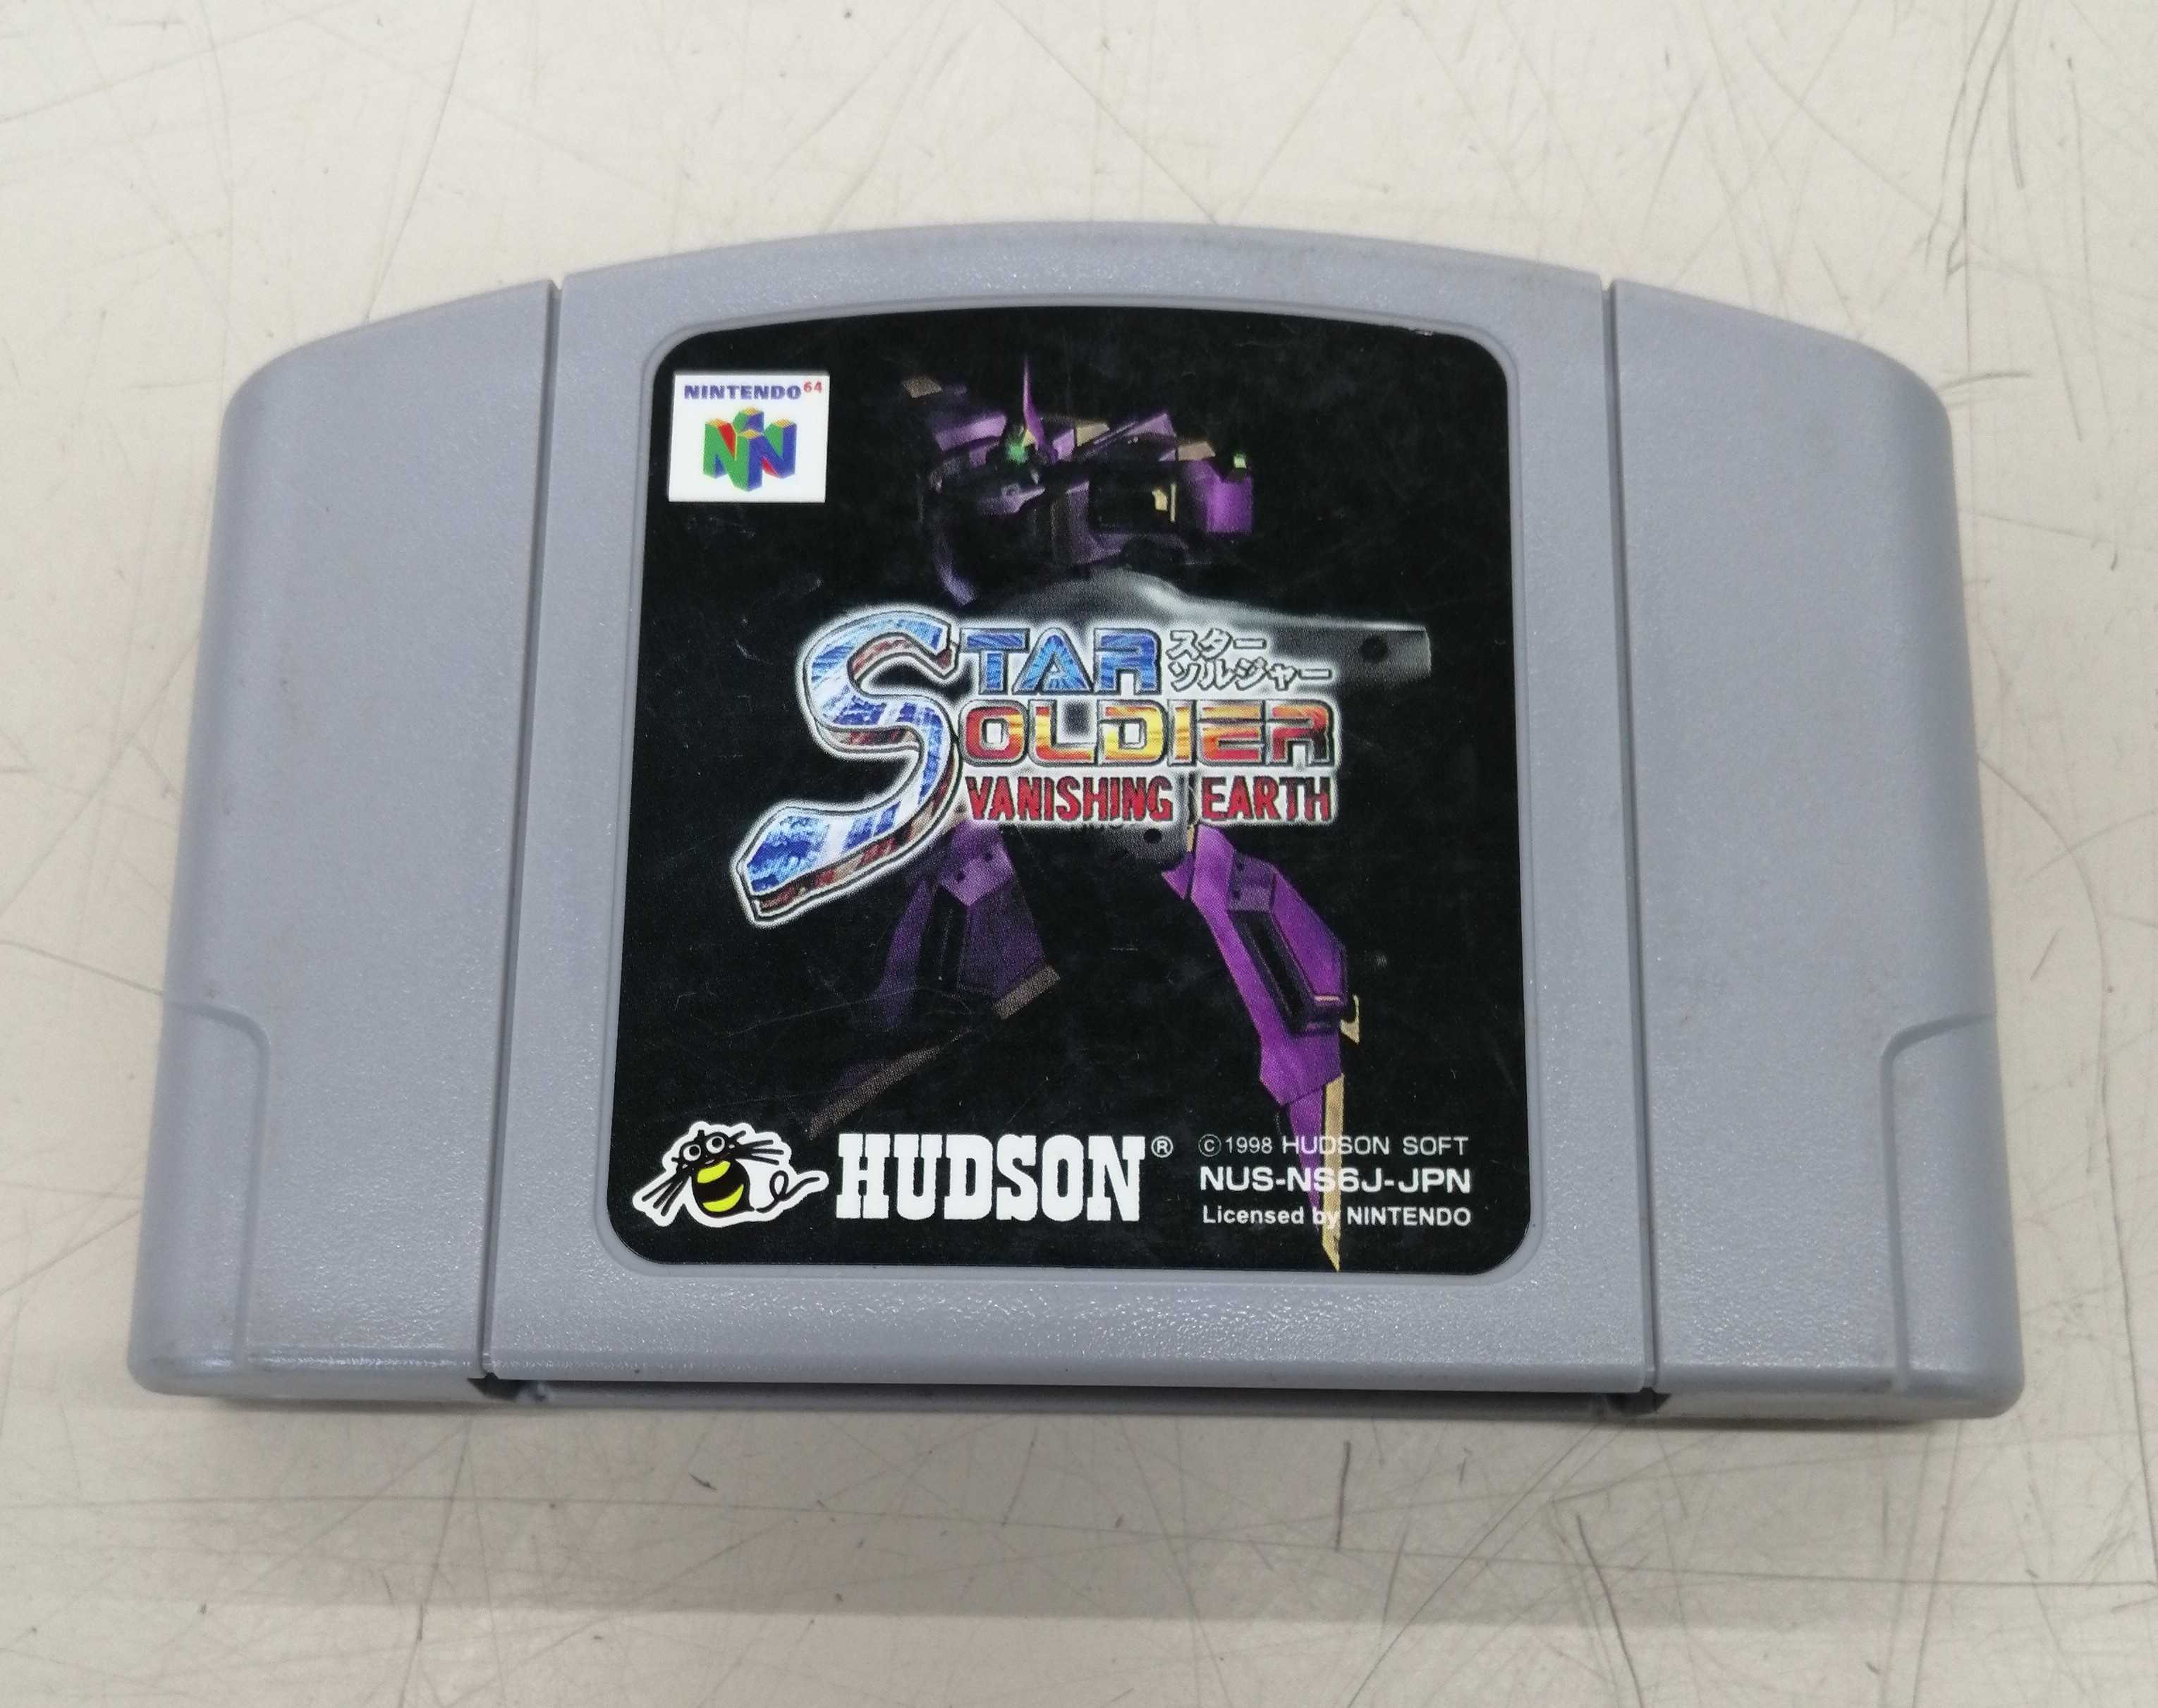 NINTENDO64
STAR スター
ソルジャー
SOLDIER
VANISHING EARTH
HUDSON®
©1998 HUDSON SOFT
NUS-NS6J-JPN
Licensed by NINTENDO